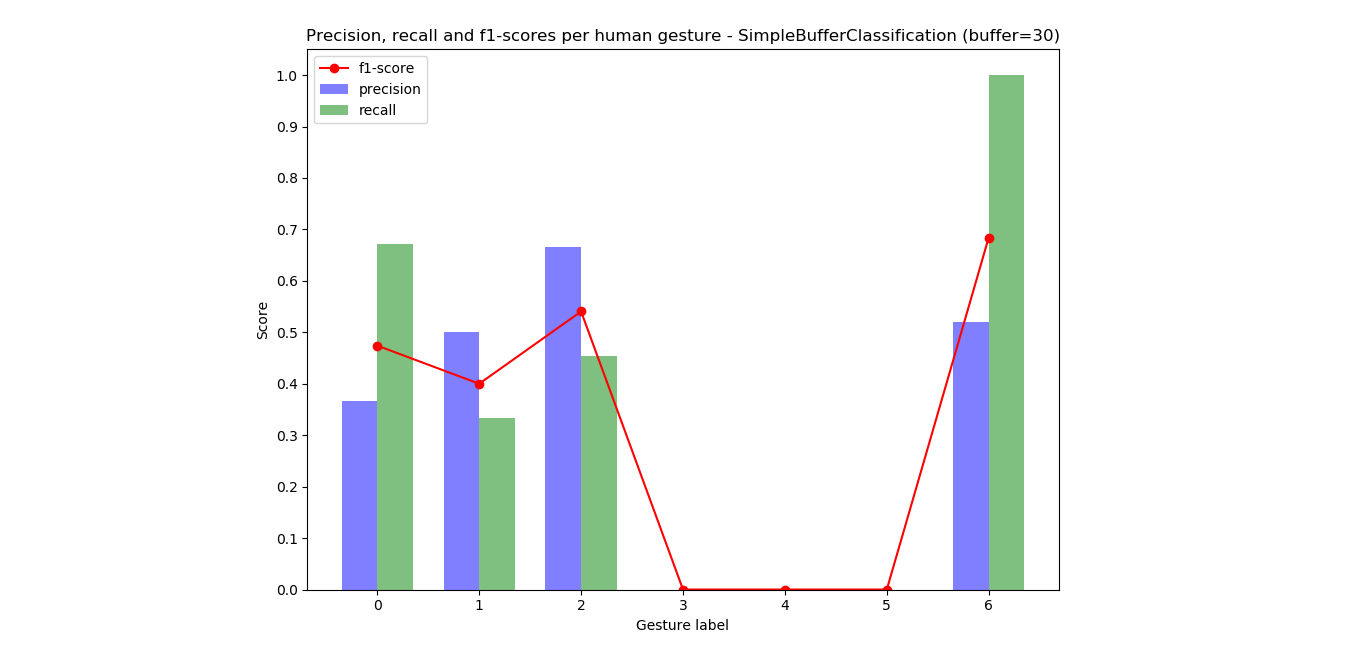 Precision, recall and f1-scores per human gesture - SimpleBufferClassification (buffer=30)
f1-score
precision
recall
1.0
0.9
0.8
0.7
0.6
0.5
0.4
0.3
0.2
0.1
0.0
Score
0 1 2 3 4 5 6
Gesture label